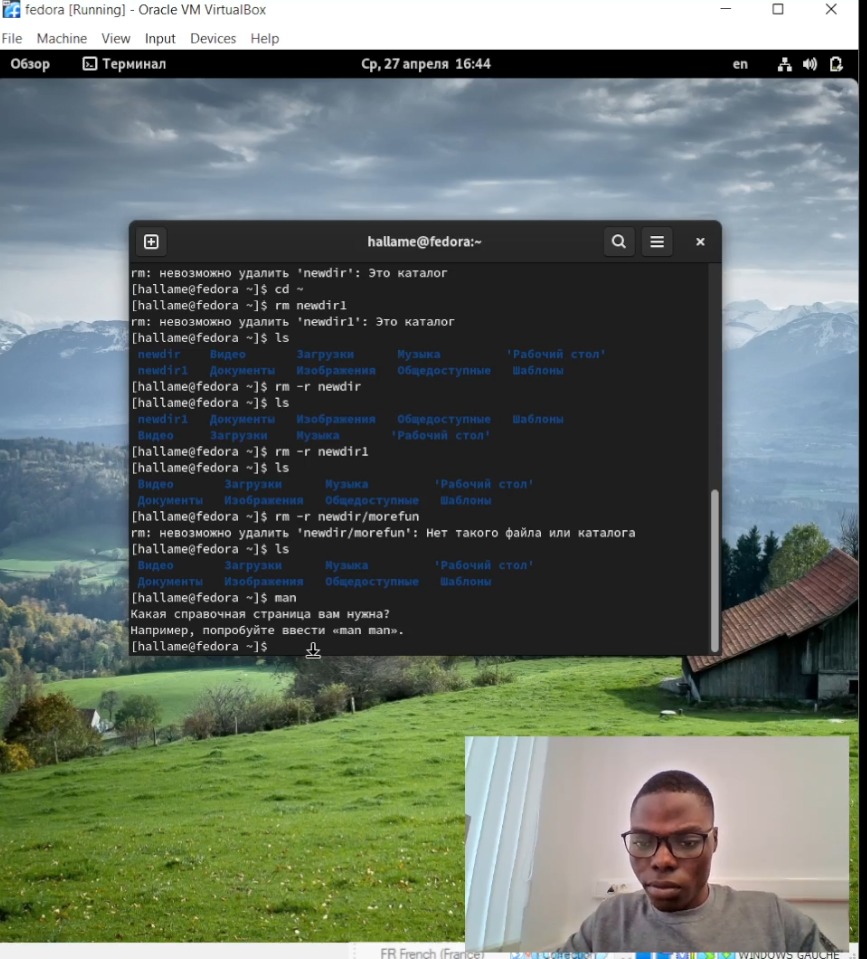 fedora [Running] - Oracle VM VirtualBox
File Machine View Input Devices Help
Обзор Терминал Ср, 27 апреля 16:44 en
hallame@fedora:~
rm: невозможно удалить 'newdir': Это каталог
[hallame@fedora ~]$ cd ~
[hallame@fedora ~]$ rm newdir1
rm: невозможно удалить 'newdir1': Это каталог
[hallame@fedora ~]$ ls
newdir Видео Загрузки Музыка 'Рабочий стол'
newdir1 Документы Изображения Общедоступные Шаблоны
[hallame@fedora ~]$ rm -r newdir
[hallame@fedora ~]$ ls
newdir1 Документы Изображения Общедоступные Шаблоны
Видео Загрузки Музыка 'Рабочий стол'
[hallame@fedora ~]$ rm -r newdir1
[hallame@fedora ~]$ ls
Видео Загрузки Музыка 'Рабочий стол'
Документы Изображения Общедоступные Шаблоны
[hallame@fedora ~]$ rm -r newdir/morefun
rm: невозможно удалить 'newdir/morefun': Нет такого файла или каталога
[hallame@fedora ~]$ ls
Видео Загрузки Музыка 'Рабочий стол'
Документы Изображения Общедоступные Шаблоны
[hallame@fedora ~]$ man
Какая справочная страница вам нужна?
Например, попробуйте ввести «man man».
[hallame@fedora ~]$
FR French (France) WINDOWS GAUCHE